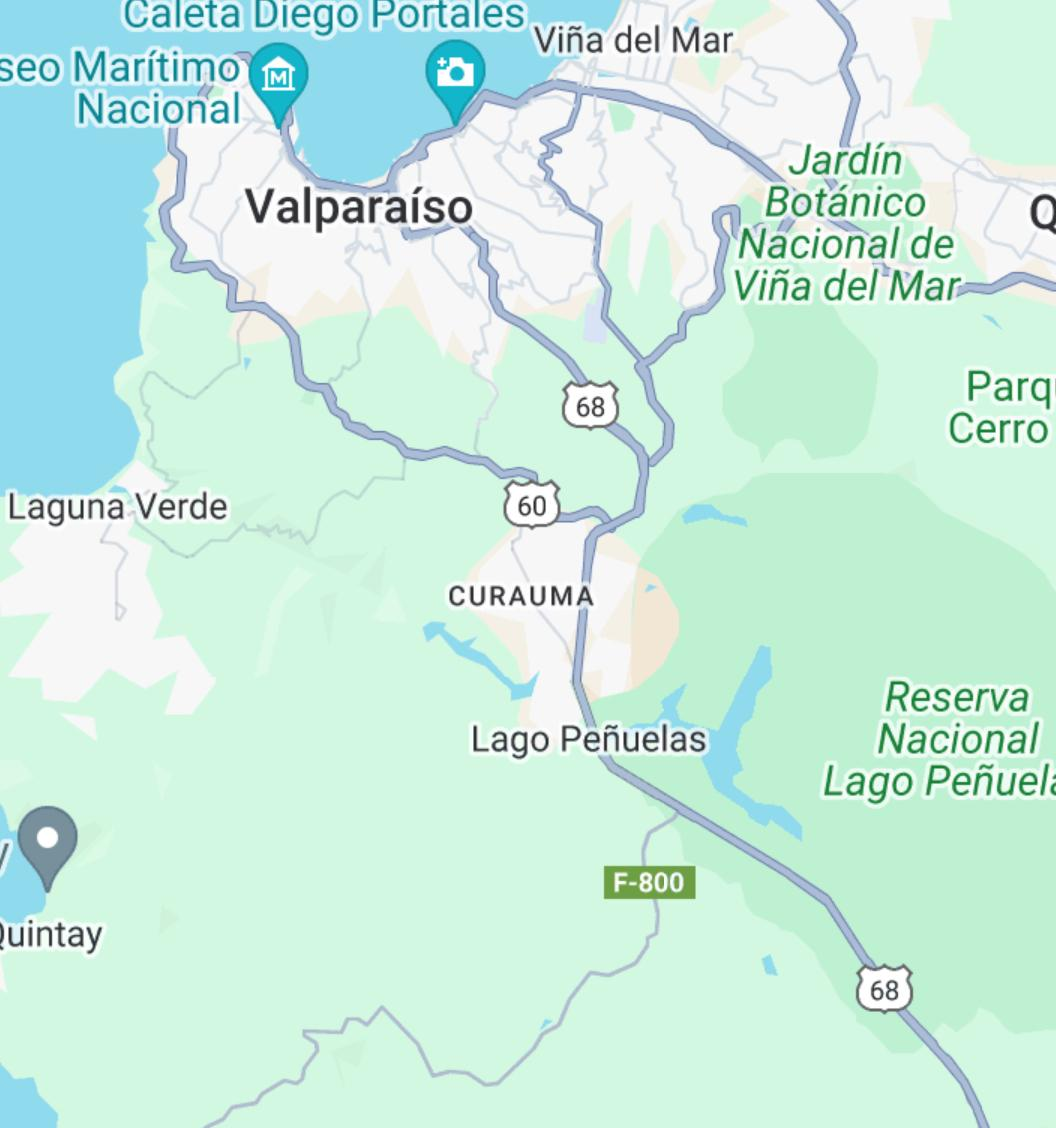 Caleta Diego Portales
Viña del Mar
seo Marítimo
Nacional
Jardín
Botánico
Nacional de
Viña del Mar
Valparaíso
Q
68
Parqu
Cerro
Laguna Verde
60
CURAUMA
Lago Peñuelas
Reserva
Nacional
Lago Peñuela
y
F-800
Quintay
68